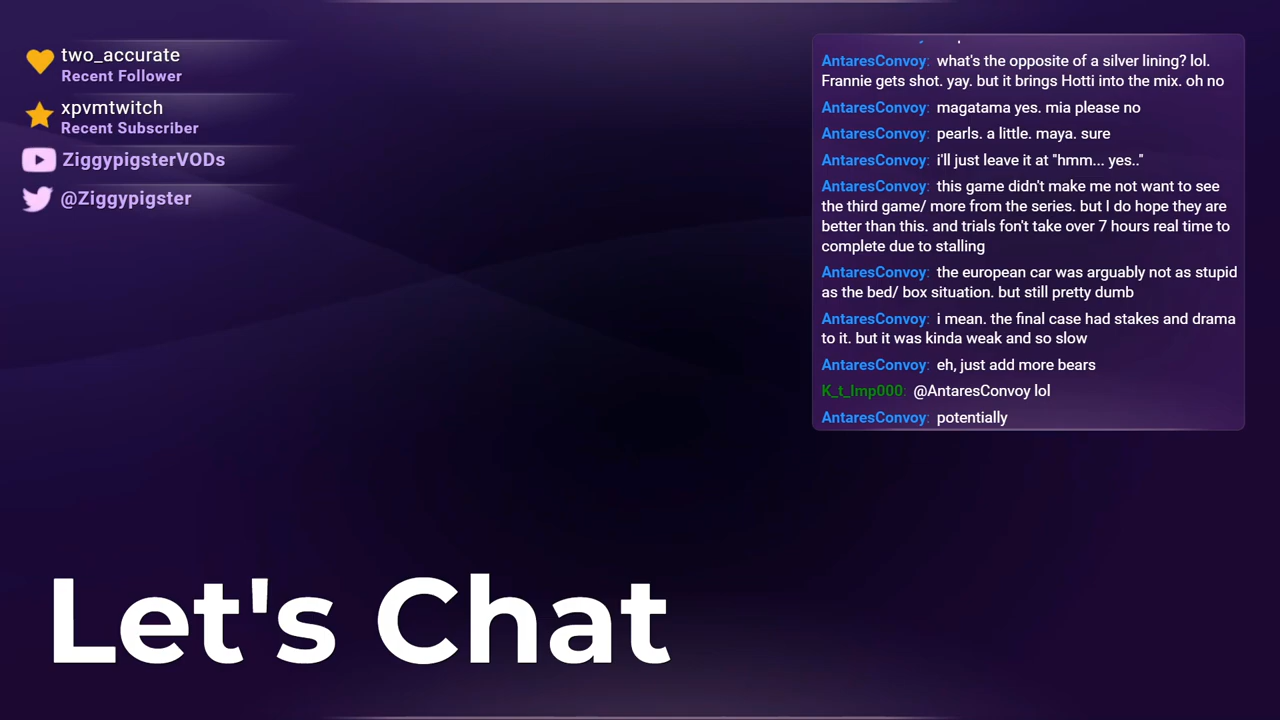 two_accurate
Recent Follower
xpvmtwitch
Recent Subscriber
ZiggypigsterVODs
@Ziggypigster
AntaresConvoy: what's the opposite of a silver lining? lol.
Frannie gets shot. yay. but it brings Hotti into the mix. oh no
AntaresConvoy: magatama yes. mia please no
AntaresConvoy: pearls. a little. maya. sure
AntaresConvoy: i'll just leave it at "hmm... yes.."
AntaresConvoy: this game didn't make me not want to see
the third game/ more from the series. but I do hope they are
better than this. and trials fon't take over 7 hours real time to
complete due to stalling
AntaresConvoy: the european car was arguably not as stupid
as the bed/ box situation. but still pretty dumb
AntaresConvoy: i mean. the final case had stakes and drama
to it. but it was kinda weak and so slow
AntaresConvoy: eh, just add more bears
K_t_Imp000: @AntaresConvoy lol
AntaresConvoy: potentially
Let's Chat